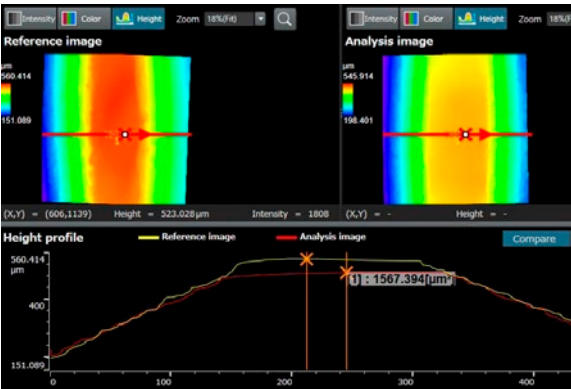 Intensity Color Height Zoom 18%(Fit)
Intensity Color Height Zoom 18%(F
Reference image
Analysis image
μm
560.414
151.089
μm
545.914
198.401
(X,Y) = (606,1139) Height = 523.028μm Intensity = 1808
(X,Y) = - Height = -
Height profile Reference image Analysis image Compare
560.414
μm
400
151.089
1] : 1567.394[μm²]
0 100 200 300 400